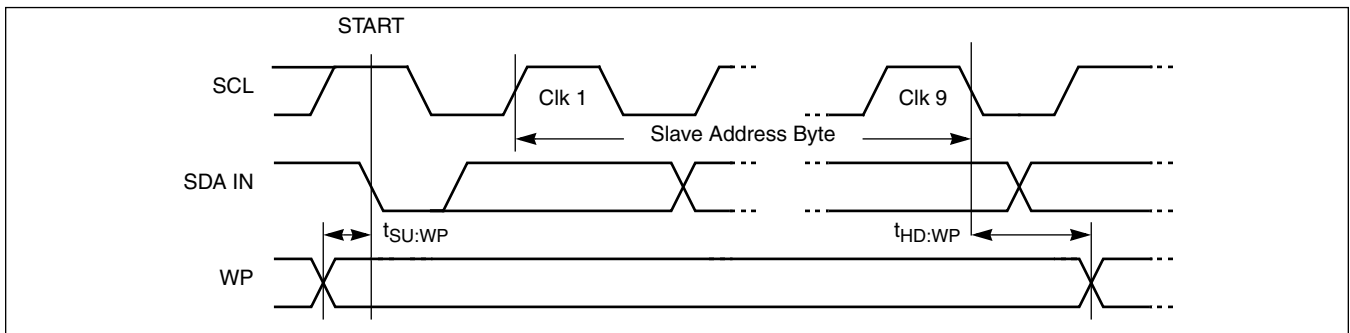 START
SCL
Clk 1
Clk 9
Slave Address Byte
SDA IN
tSU:WP
tHD:WP
WP